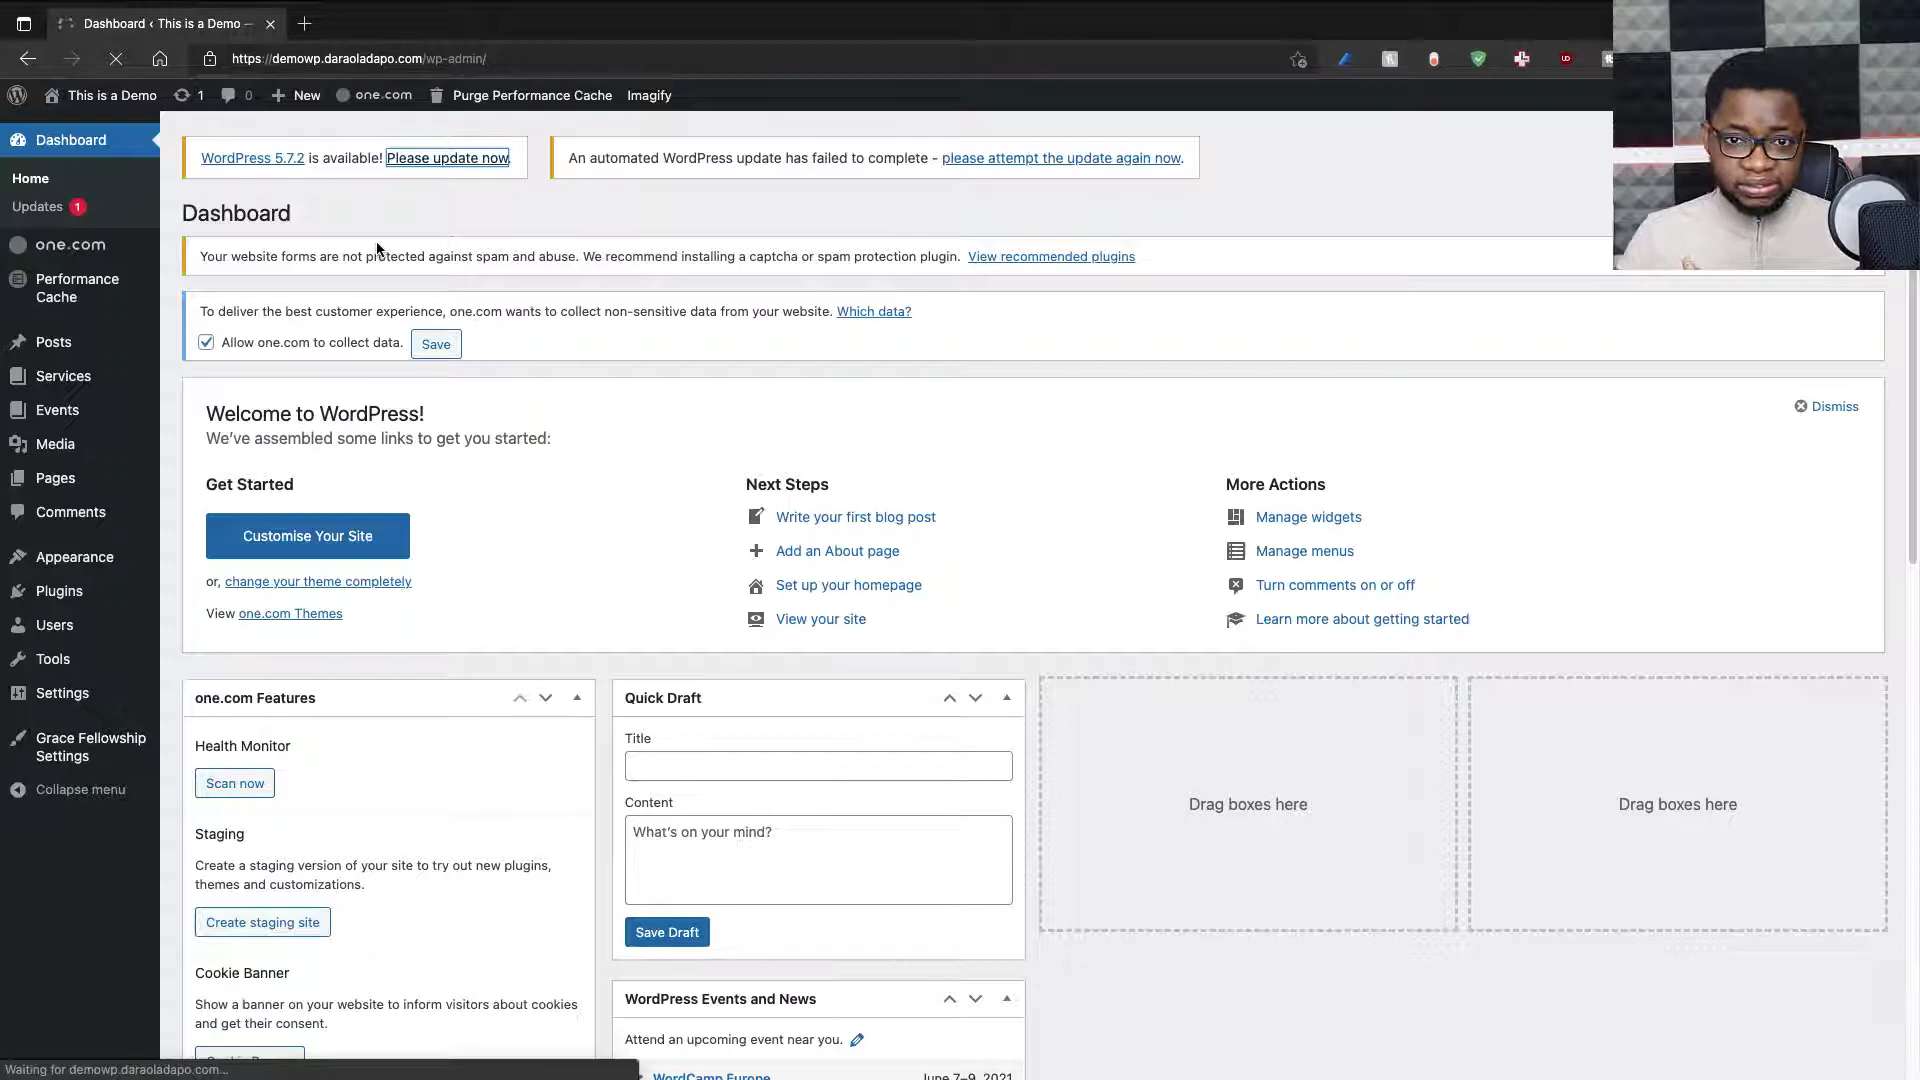 Dashboard ‹ This is a Demo —
https://demowp.daraoladapo.com/wp-admin/
This is a Demo 1 0 New one.com Purge Performance Cache Imagify
Dashboard
Home
Updates 1
one.com
Performance
Cache
Posts
Services
Events
Media
Pages
Comments
Appearance
Plugins
Users
Tools
Settings
Grace Fellowship
Settings
Collapse menu
WordPress 5.7.2 is available! Please update now.
An automated WordPress update has failed to complete - please attempt the update again now.
Dashboard
Your website forms are not protected against spam and abuse. We recommend installing a captcha or spam protection plugin. View recommended plugins
To deliver the best customer experience, one.com wants to collect non-sensitive data from your website. Which data?
Allow one.com to collect data. Save
Welcome to WordPress!
Dismiss
We've assembled some links to get you started:
Get Started
Customise Your Site
or, change your theme completely
View one.com Themes
Next Steps
Write your first blog post
Add an About page
Set up your homepage
View your site
More Actions
Manage widgets
Manage menus
Turn comments on or off
Learn more about getting started
one.com Features
Health Monitor
Scan now
Staging
Create a staging version of your site to try out new plugins,
themes and customizations.
Create staging site
Cookie Banner
Show a banner on your website to inform visitors about cookies
and get their consent.
Quick Draft
Title
Content
What's on your mind?
Save Draft
WordPress Events and News
Attend an upcoming event near you.
WordCamp Europe June 7–9, 2021
Drag boxes here
Drag boxes here
Waiting for demowp.daraoladapo.com...